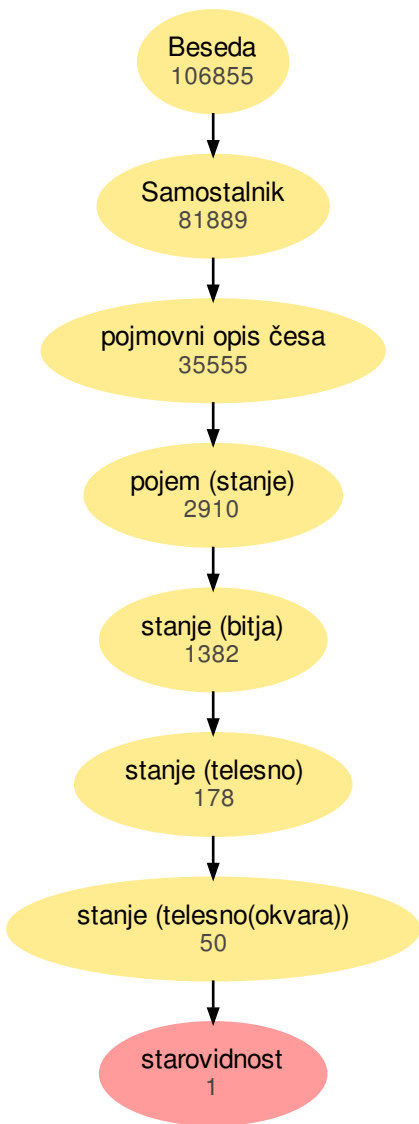 Beseda
106855
Samostalnik
81889
pojmovni opis česa
35555
pojem (stanje)
2910
stanje (bitja)
1382
stanje (telesno)
178
stanje (telesno(okvara))
50
starovidnost
1